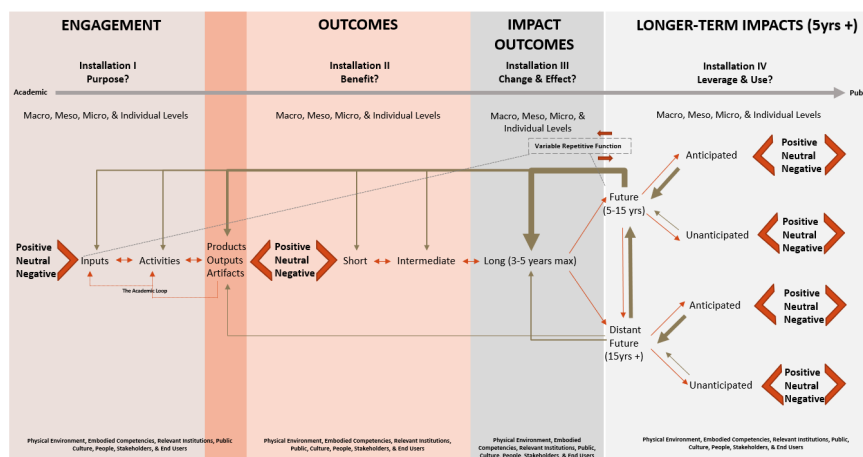 ENGAGEMENT
OUTCOMES
IMPACT
OUTCOMES
LONGER-TERM IMPACTS (5yrs +)
Installation I
Purpose?
Installation II
Benefit?
Installation III
Change & Effect?
Installation IV
Leverage & Use?
Academic
Pub
Macro, Meso, Micro, & Individual Levels
Macro, Meso, Micro, & Individual Levels
Macro, Meso, Micro, &
Individual Levels
Macro, Meso, Micro, & Individual Levels
Variable Repetitive Function
Anticipated
Positive
Neutral
Negative
Future
(5-15 yrs)
Unanticipated
Positive
Neutral
Negative
Positive
Neutral
Negative
Inputs
Activities
Products
Outputs
Artifacts
Positive
Neutral
Negative
Short
Intermediate
Long (3-5 years max)
The Academic Loop
Anticipated
Positive
Neutral
Negative
Distant
Future
(15yrs +)
Unanticipated
Positive
Neutral
Negative
Physical Environment, Embodied Competencies, Relevant Institutions, Public
Culture, People, Stakeholders, & End Users
Physical Environment, Embodied Competencies, Relevant Institutions,
Public, Culture, People, Stakeholders, & End Users
Physical Environment, Embodied
Competencies, Relevant Institutions, Public,
Culture, People, Stakeholders, & End Users
Physical Environment, Embodied Competencies, Relevant Institutions,
Public, Culture, People, Stakeholders, & End Users